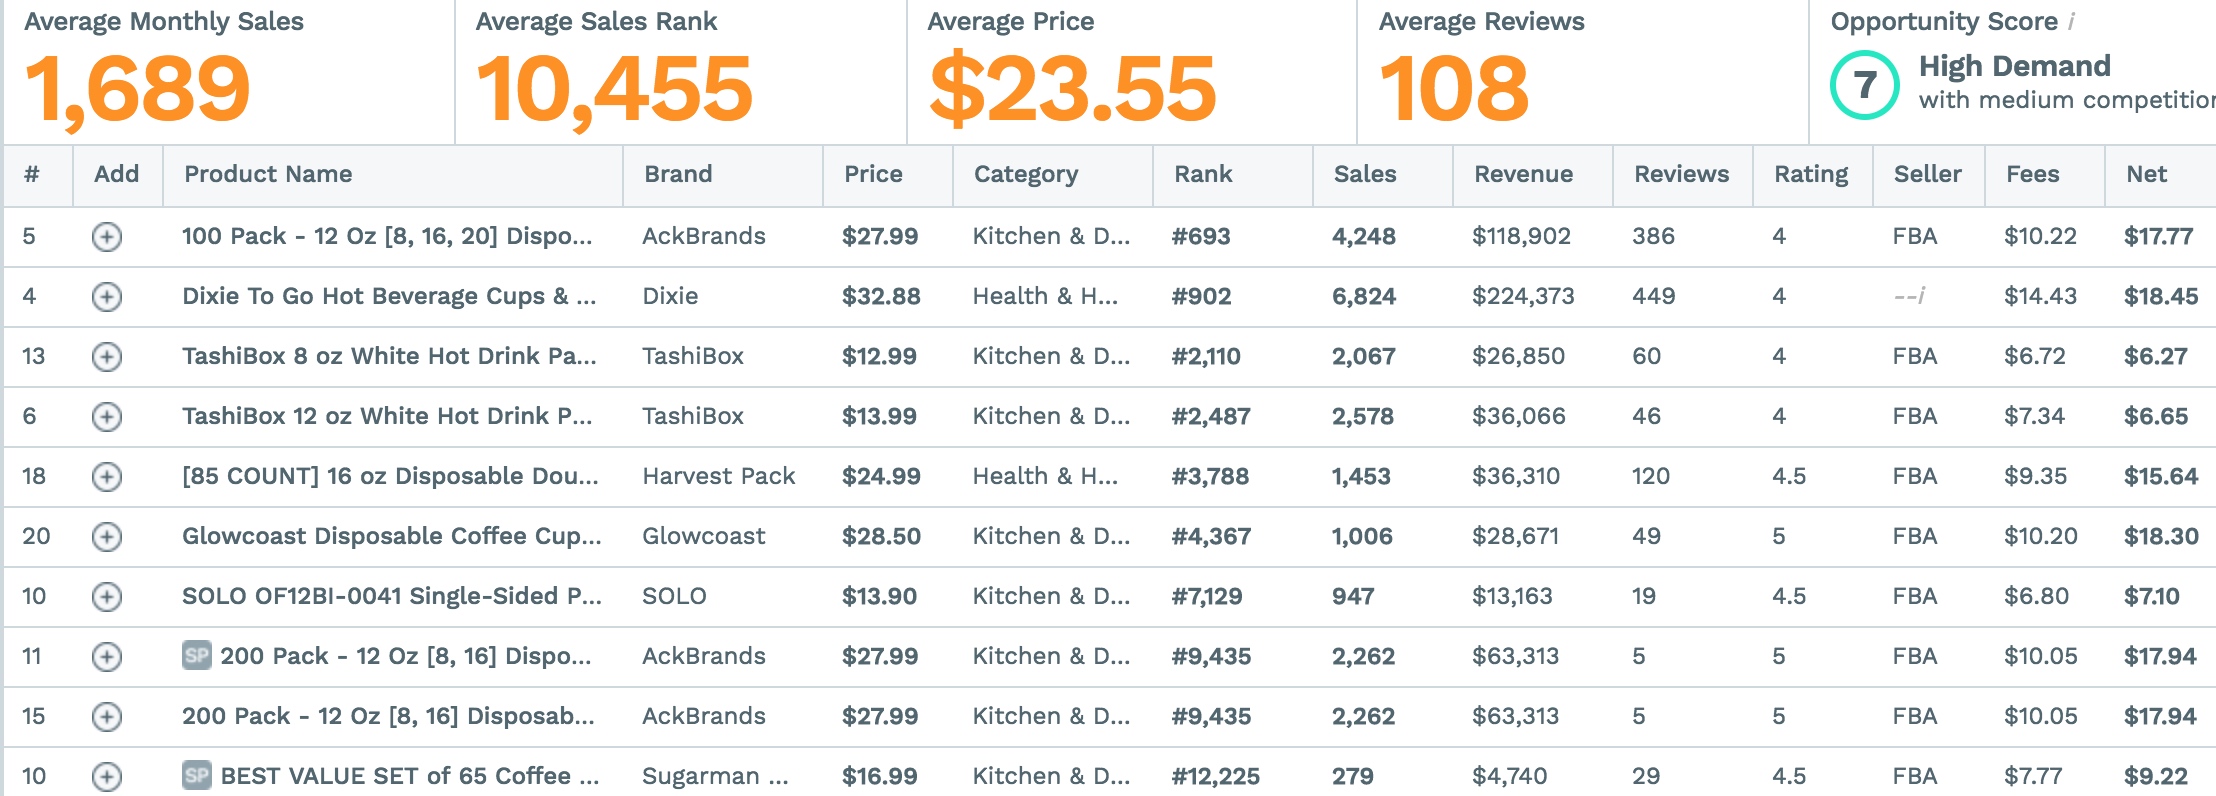 Average Monthly Sales Average Sales Rank Average Price Average Reviews Opportunity Score i
1,689 10,455 $23.55 108 7 High Demand
with medium competition
# Add Product Name Brand Price Category Rank Sales Revenue Reviews Rating Seller Fees Net
5 100 Pack - 12 Oz [8, 16, 20] Dispo... AckBrands $27.99 Kitchen & D... #693 4,248 $118,902 386 4 FBA $10.22 $17.77
4 Dixie To Go Hot Beverage Cups & ... Dixie $32.88 Health & H... #902 6,824 $224,373 449 4 --i $14.43 $18.45
13 TashiBox 8 oz White Hot Drink Pa... TashiBox $12.99 Kitchen & D... #2,110 2,067 $26,850 60 4 FBA $6.72 $6.27
6 TashiBox 12 oz White Hot Drink P... TashiBox $13.99 Kitchen & D... #2,487 2,578 $36,066 46 4 FBA $7.34 $6.65
18 [85 COUNT] 16 oz Disposable Dou... Harvest Pack $24.99 Health & H... #3,788 1,453 $36,310 120 4.5 FBA $9.35 $15.64
20 Glowcoast Disposable Coffee Cup... Glowcoast $28.50 Kitchen & D... #4,367 1,006 $28,671 49 5 FBA $10.20 $18.30
10 SOLO OF12BI-0041 Single-Sided P... SOLO $13.90 Kitchen & D... #7,129 947 $13,163 19 4.5 FBA $6.80 $7.10
11 SP 200 Pack - 12 Oz [8, 16] Dispo... AckBrands $27.99 Kitchen & D... #9,435 2,262 $63,313 5 5 FBA $10.05 $17.94
15 200 Pack - 12 Oz [8, 16] Disposab... AckBrands $27.99 Kitchen & D... #9,435 2,262 $63,313 5 5 FBA $10.05 $17.94
10 SP BEST VALUE SET of 65 Coffee ... Sugarman ... $16.99 Kitchen & D... #12,225 279 $4,740 29 4.5 FBA $7.77 $9.22